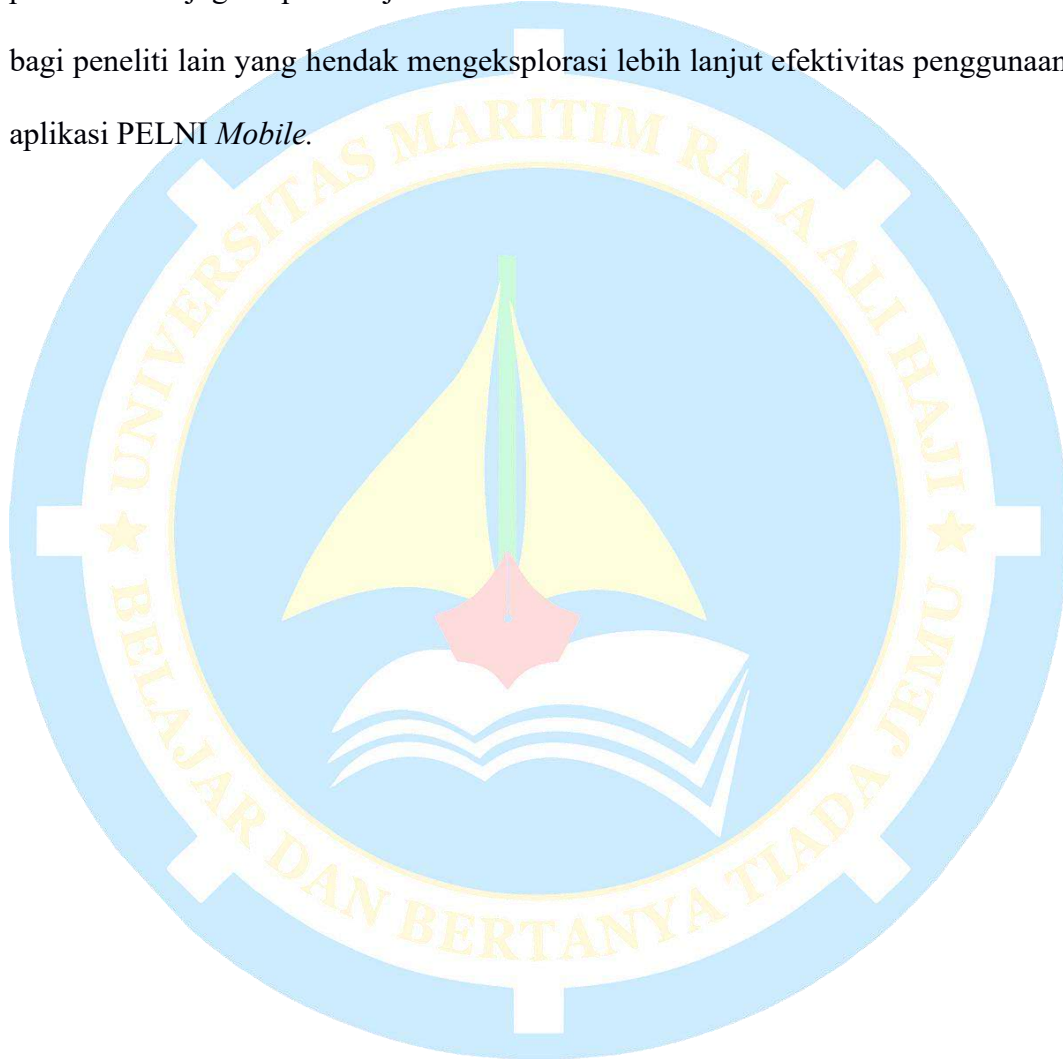 bagi peneliti lain yang hendak mengeksplorasi lebih lanjut efektivitas penggunaan
aplikasi PELNI Mobile.
UNIVERSITAS MARITIM RAJA ALI HAJI
BELAJAR DAN BERTANYA TIADA JEMU